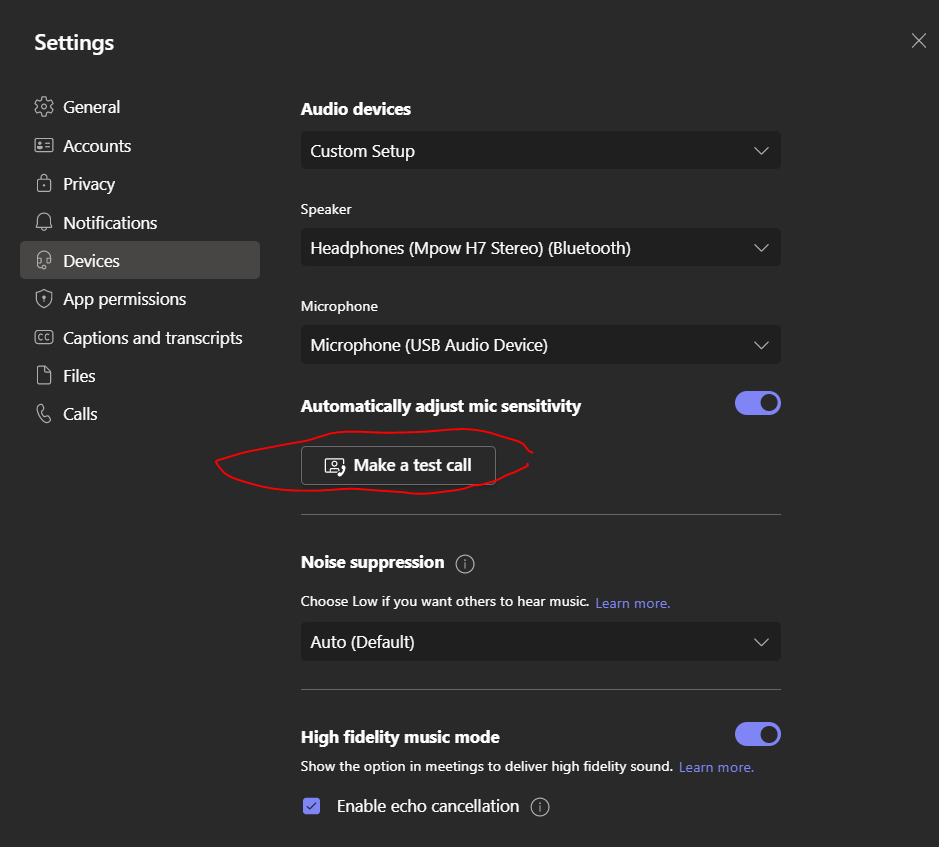 Settings
General
Accounts
Privacy
Notifications
Devices
App permissions
CC Captions and transcripts
Files
Calls
Audio devices
Custom Setup
Speaker
Headphones (Mpow H7 Stereo) (Bluetooth)
Microphone
Microphone (USB Audio Device)
Automatically adjust mic sensitivity
Make a test call
Noise suppression
Choose Low if you want others to hear music. Learn more.
Auto (Default)
High fidelity music mode
Show the option in meetings to deliver high fidelity sound. Learn more.
Enable echo cancellation